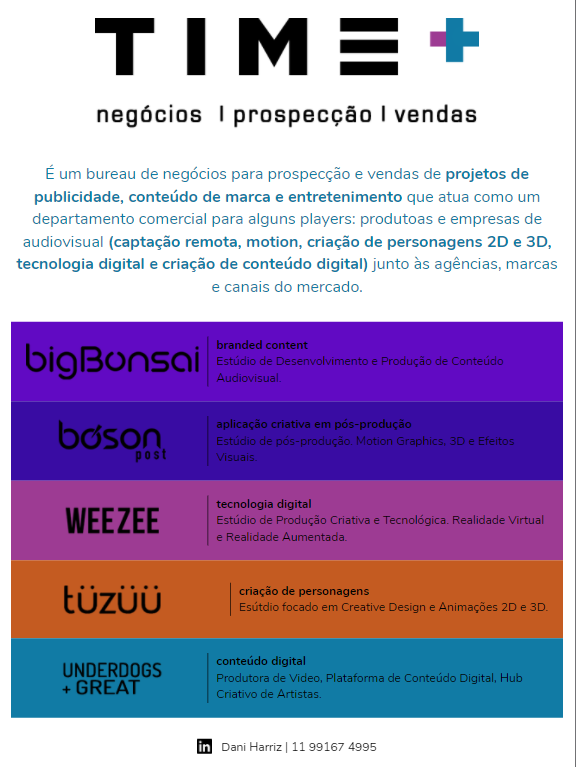 TIME+
negócios | prospecção | vendas
É um bureau de negócios para prospecção e vendas de projetos de
publicidade, conteúdo de marca e entretenimento que atua como um
departamento comercial para alguns players: produtoas e empresas de
audiovisual (captação remota, motion, criação de personagens 2D e 3D,
tecnologia digital e criação de conteúdo digital) junto às agências, marcas
e canais do mercado.
bigBonsai
branded content
Estúdio de Desenvolvimento e Produção de Conteúdo
Audiovisual.
bóson
post
aplicação criativa em pós-produção
Estúdio de pós-produção. Motion Graphics, 3D e Efeitos
Visuais.
WEEZEE
tecnologia digital
Estúdio de Produção Criativa e Tecnológica. Realidade Virtual
e Realidade Aumentada.
tüzüü
criação de personagens
Esútdio focado em Creative Design e Animações 2D e 3D.
UNDERDOGS
+ GREAT
conteúdo digital
Produtora de Video, Plataforma de Conteúdo Digital, Hub
Criativo de Artistas.
in Dani Harriz | 11 99167 4995